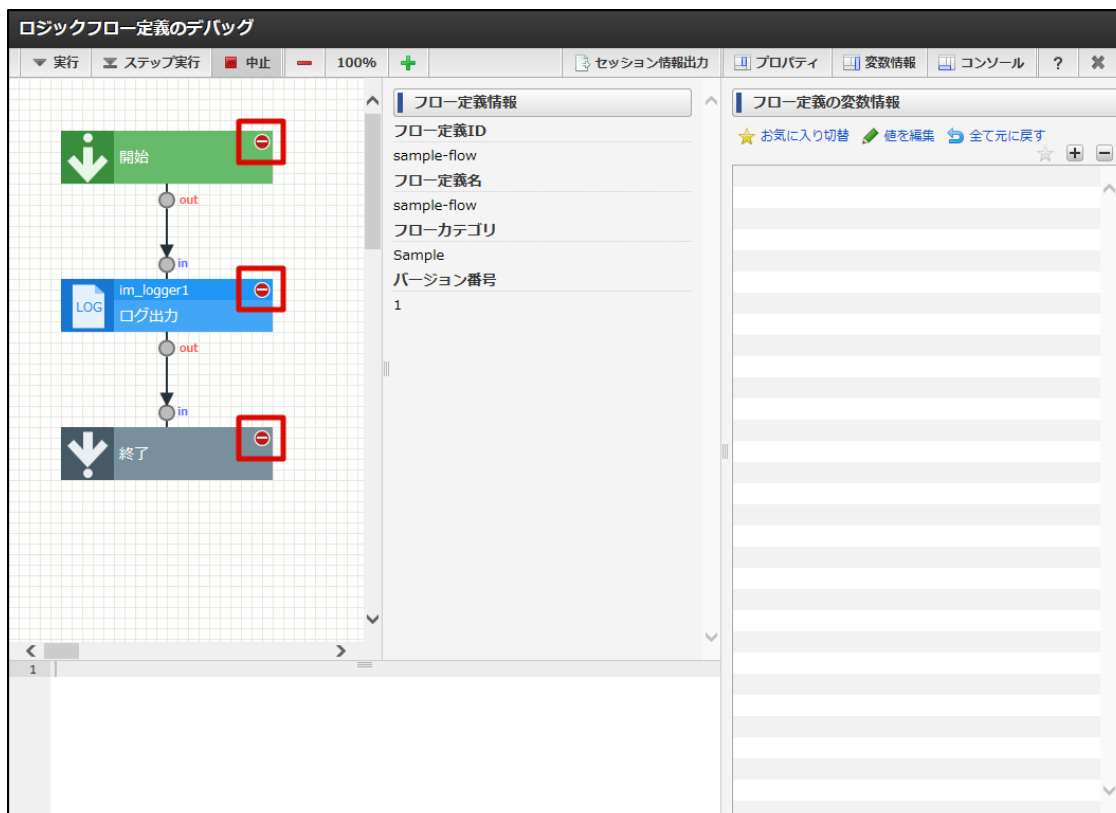 ロジックフロー定義のデバッグ
実行 ステップ実行 中止 100% セッション情報出力 プロパティ 変数情報 コンソール ?
開始
out
in
im_logger1
LOG
ログ出力
out
in
終了
フロー定義情報
フロー定義ID
sample-flow
フロー定義名
sample-flow
フローカテゴリ
Sample
バージョン番号
1
フロー定義の変数情報
お気に入り切替 値を編集 全て元に戻す
1